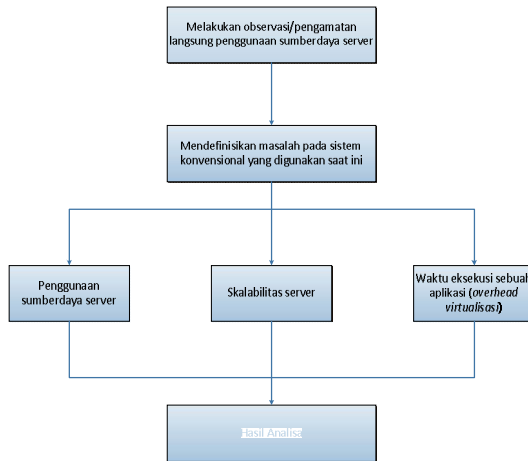 Melakukan observasi/pengamatan
langsung penggunaan sumberdaya server
Mendefinisikan masalah pada sistem
konvensional yang digunakan saat ini
Penggunaan
sumberdaya server
Skalabilitas server
Waktu eksekusi sebuah
aplikasi (overhead
virtualisasi)
Hasil Analisa